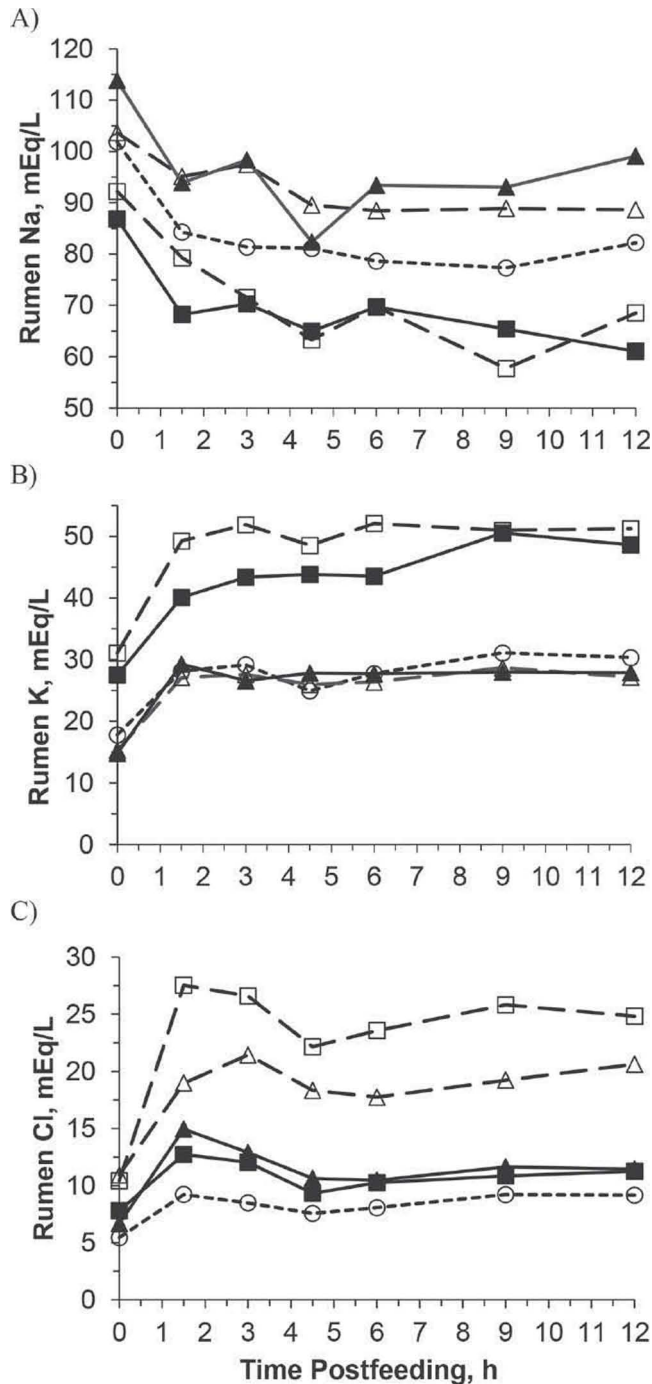 A)
120
110
100
90
80
70
60
50
Rumen Na, mEq/L
0 1 2 3 4 5 6 7 8 9 10 11 12
B)
50
40
30
20
10
0
Rumen K, mEq/L
0 1 2 3 4 5 6 7 8 9 10 11 12
C)
30
25
20
15
10
5
0
Rumen Cl, mEq/L
0 1 2 3 4 5 6 7 8 9 10 11 12
Time Postfeeding, h